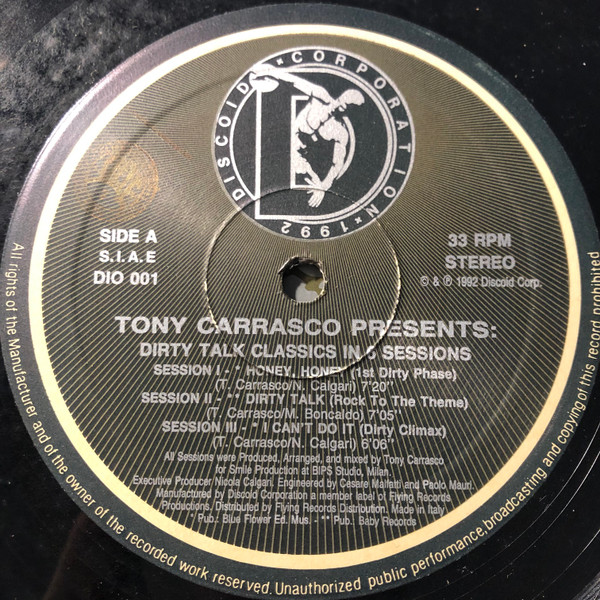 DISCOID × CORPORATION × 1992
SIDE A
S.I.A.E
DIO 001
33 RPM
STEREO
© & ℗ 1992 Discoid Corp.
TONY CARRASCO PRESENTS:
DIRTY TALK CLASSICS IN 5 SESSIONS
SESSION I - * HONEY, HONEY (1st Dirty Phase)
(T. Carrasco/N. Calgari) 7'20''
SESSION II - ** DIRTY TALK (Rock To The Theme)
(T. Carrasco/M. Boncaldo) 7'05''
SESSION III - * I CAN'T DO IT (Dirty Climax)
(T. Carrasco/N. Calgari) 6'06''
All Sessions were Produced, Arranged, and mixed by Tony Carrasco
for Smile Production at BIPS Studio, Milan.
Executive Producer Nicola Calgari. Engineered by Cesare Malfatti and Paolo Mauri.
Manufactured by Discoid Corporation a member label of Flying Records
Productions, Distributed by Flying Records Distribution. Made in Italy
* Pub.: Blue Flower Ed. Mus. - ** Pub. Baby Records
All rights of the Manufacturer and of the owner of the recorded work reserved. Unauthorized public performance, broadcasting and copying of this record prohibited